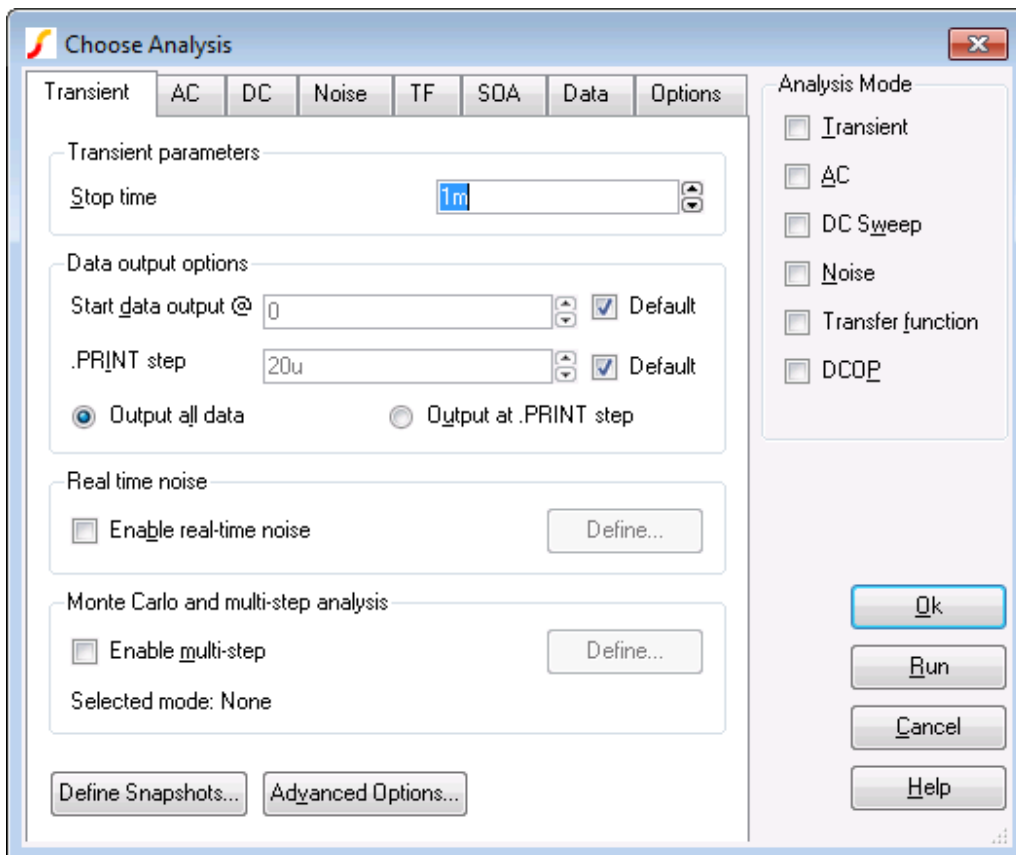 Choose Analysis
Transient AC DC Noise TF SOA Data Options
Transient parameters
Stop time 1m
Data output options
Start data output @ 0 Default
.PRINT step 20u Default
Output all data Output at .PRINT step
Real time noise
Enable real-time noise Define...
Monte Carlo and multi-step analysis
Enable multi-step Define...
Selected mode: None
Define Snapshots... Advanced Options...
Analysis Mode
Transient
AC
DC Sweep
Noise
Transfer function
DCOP
Ok
Run
Cancel
Help